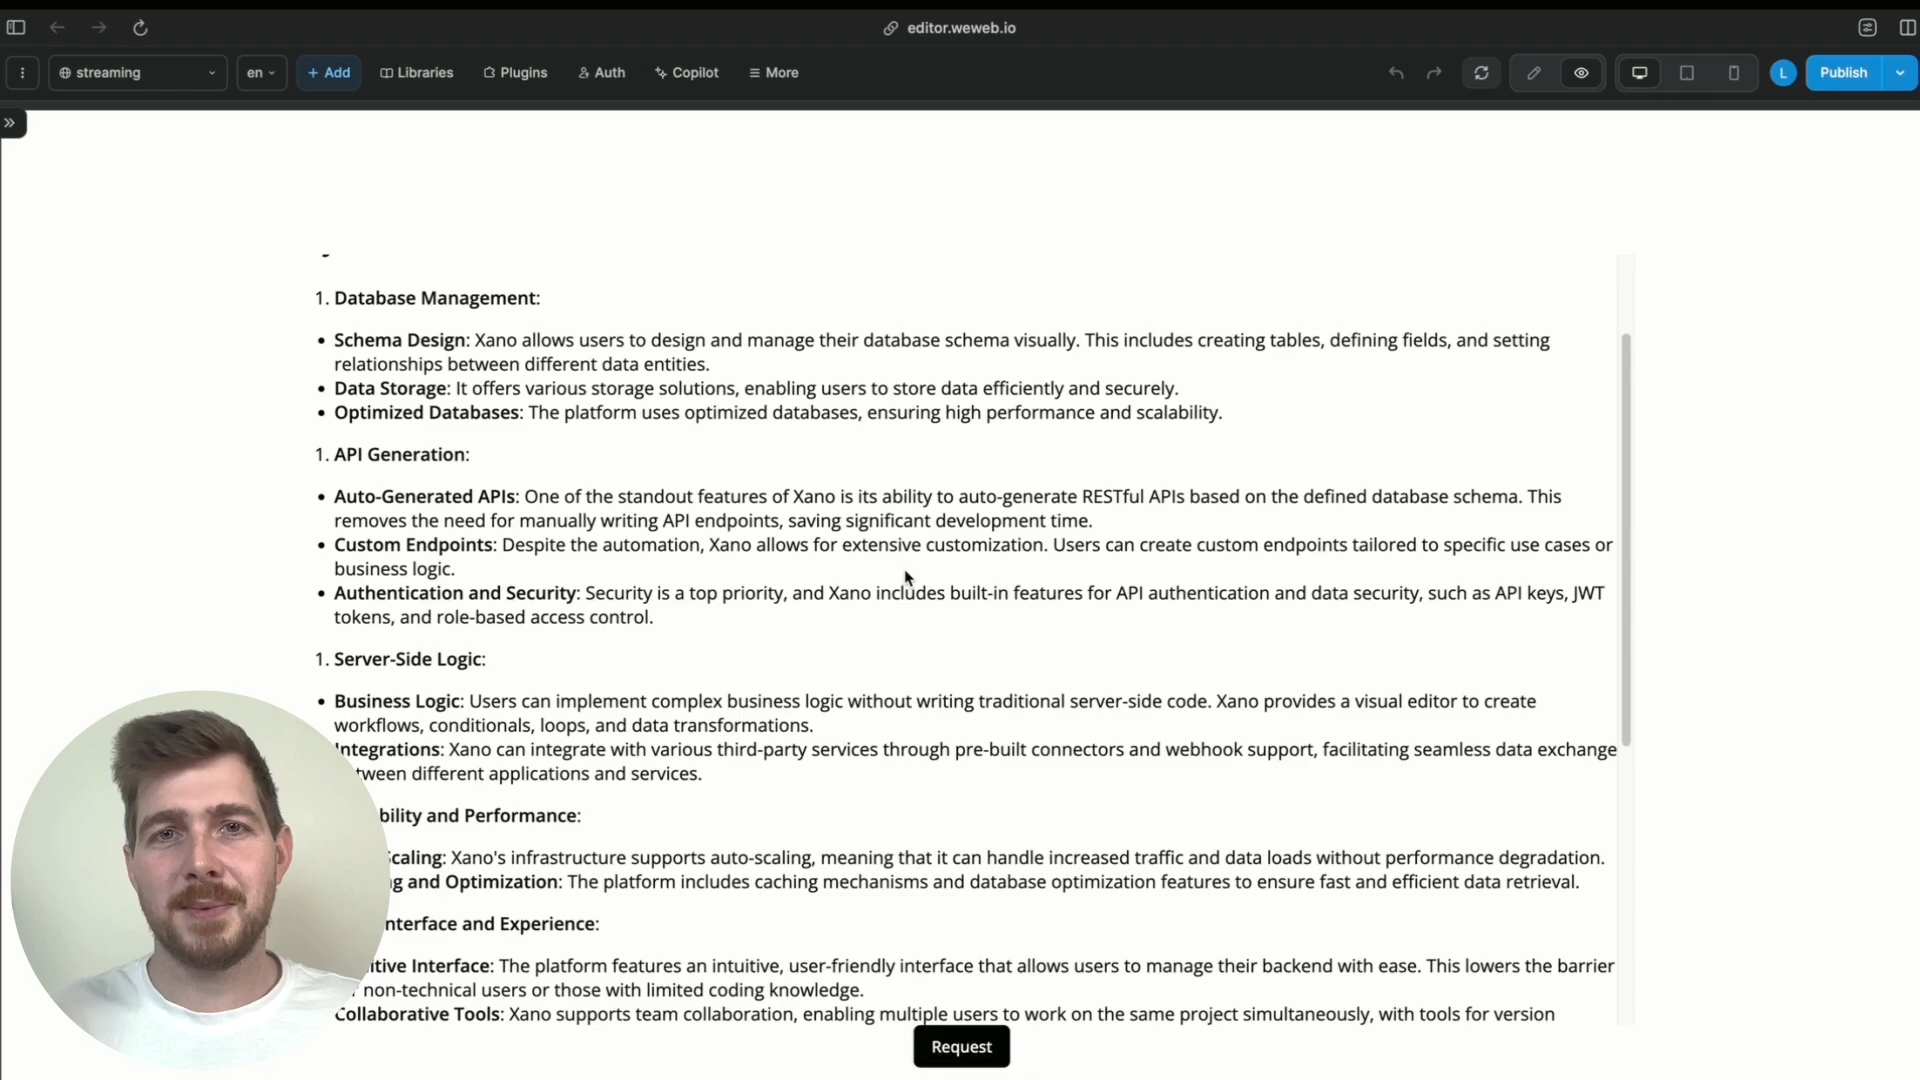 editor.weweb.io
streaming
en
+ Add
Libraries
Plugins
Auth
Copilot
More
L
Publish
1. Database Management:
• Schema Design: Xano allows users to design and manage their database schema visually. This includes creating tables, defining fields, and setting
relationships between different data entities.
• Data Storage: It offers various storage solutions, enabling users to store data efficiently and securely.
• Optimized Databases: The platform uses optimized databases, ensuring high performance and scalability.
1. API Generation:
• Auto-Generated APIs: One of the standout features of Xano is its ability to auto-generate RESTful APIs based on the defined database schema. This
removes the need for manually writing API endpoints, saving significant development time.
• Custom Endpoints: Despite the automation, Xano allows for extensive customization. Users can create custom endpoints tailored to specific use cases or
business logic.
• Authentication and Security: Security is a top priority, and Xano includes built-in features for API authentication and data security, such as API keys, JWT
tokens, and role-based access control.
1. Server-Side Logic:
• Business Logic: Users can implement complex business logic without writing traditional server-side code. Xano provides a visual editor to create
workflows, conditionals, loops, and data transformations.
Integrations: Xano can integrate with various third-party services through pre-built connectors and webhook support, facilitating seamless data exchange
tween different applications and services.
bility and Performance:
Scaling: Xano's infrastructure supports auto-scaling, meaning that it can handle increased traffic and data loads without performance degradation.
g and Optimization: The platform includes caching mechanisms and database optimization features to ensure fast and efficient data retrieval.
nterface and Experience:
itive Interface: The platform features an intuitive, user-friendly interface that allows users to manage their backend with ease. This lowers the barrier
non-technical users or those with limited coding knowledge.
Collaborative Tools: Xano supports team collaboration, enabling multiple users to work on the same project simultaneously, with tools for version
Request